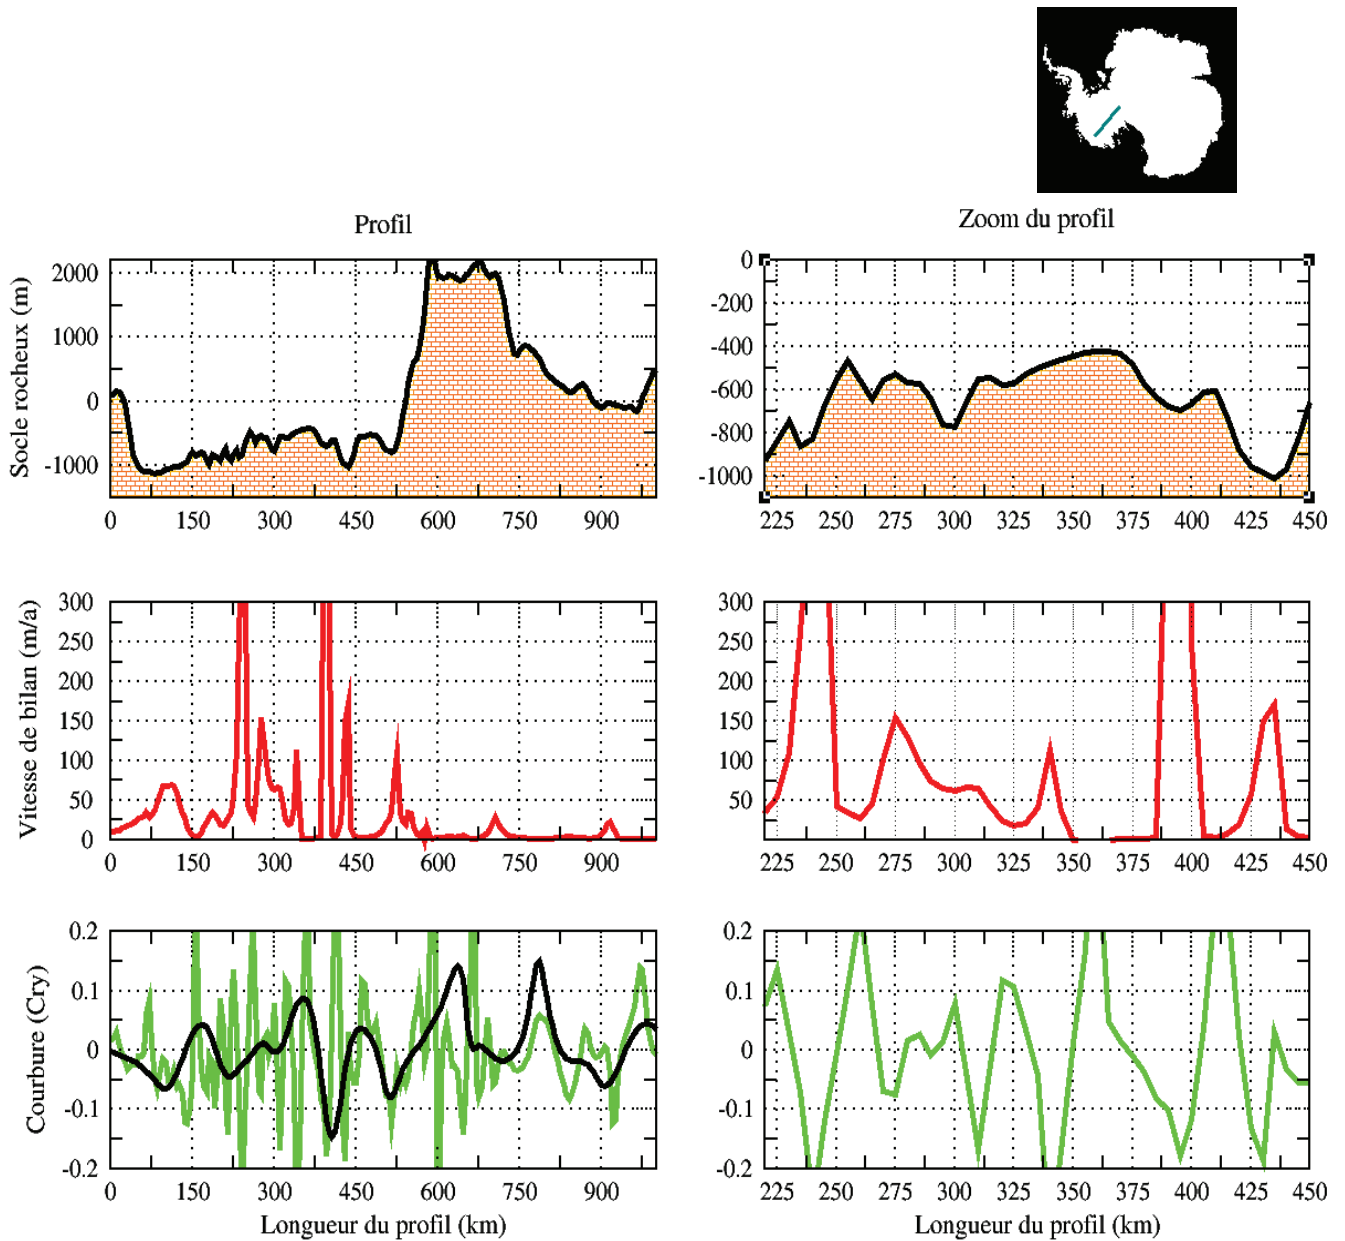 Profil
Zoom du profil
Socle rocheux (m)
2000
1000
0
-1000
0 150 300 450 600 750 900
0
-200
-400
-600
-800
-1000
225 250 275 300 325 350 375 400 425 450
Vitesse de bilan (m/a)
300
250
200
150
100
50
0
0 150 300 450 600 750 900
300
250
200
150
100
50
225 250 275 300 325 350 375 400 425 450
Courbure (Cry)
0.2
0.1
0
-0.1
-0.2
0 150 300 450 600 750 900
Longueur du profil (km)
0.2
0.1
0
-0.1
-0.2
225 250 275 300 325 350 375 400 425 450
Longueur du profil (km)